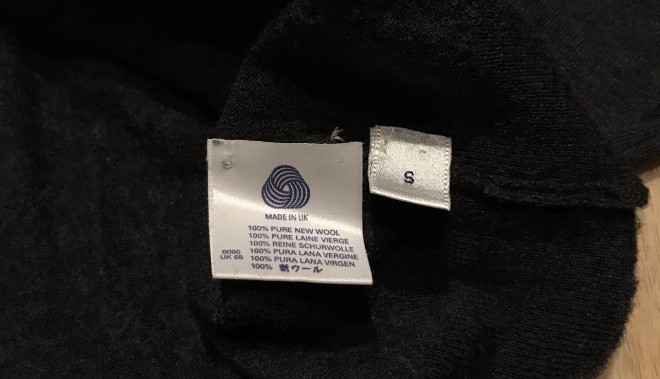 MADE IN UK
100% PURE NEW WOOL
100% PURE LAINE VIERGE
100% REINE SCHURWOLLE
100% PURA LANA VERGINE
0090
UK 65
100% PURA LANA VIRGEN
100% 新ウール
S